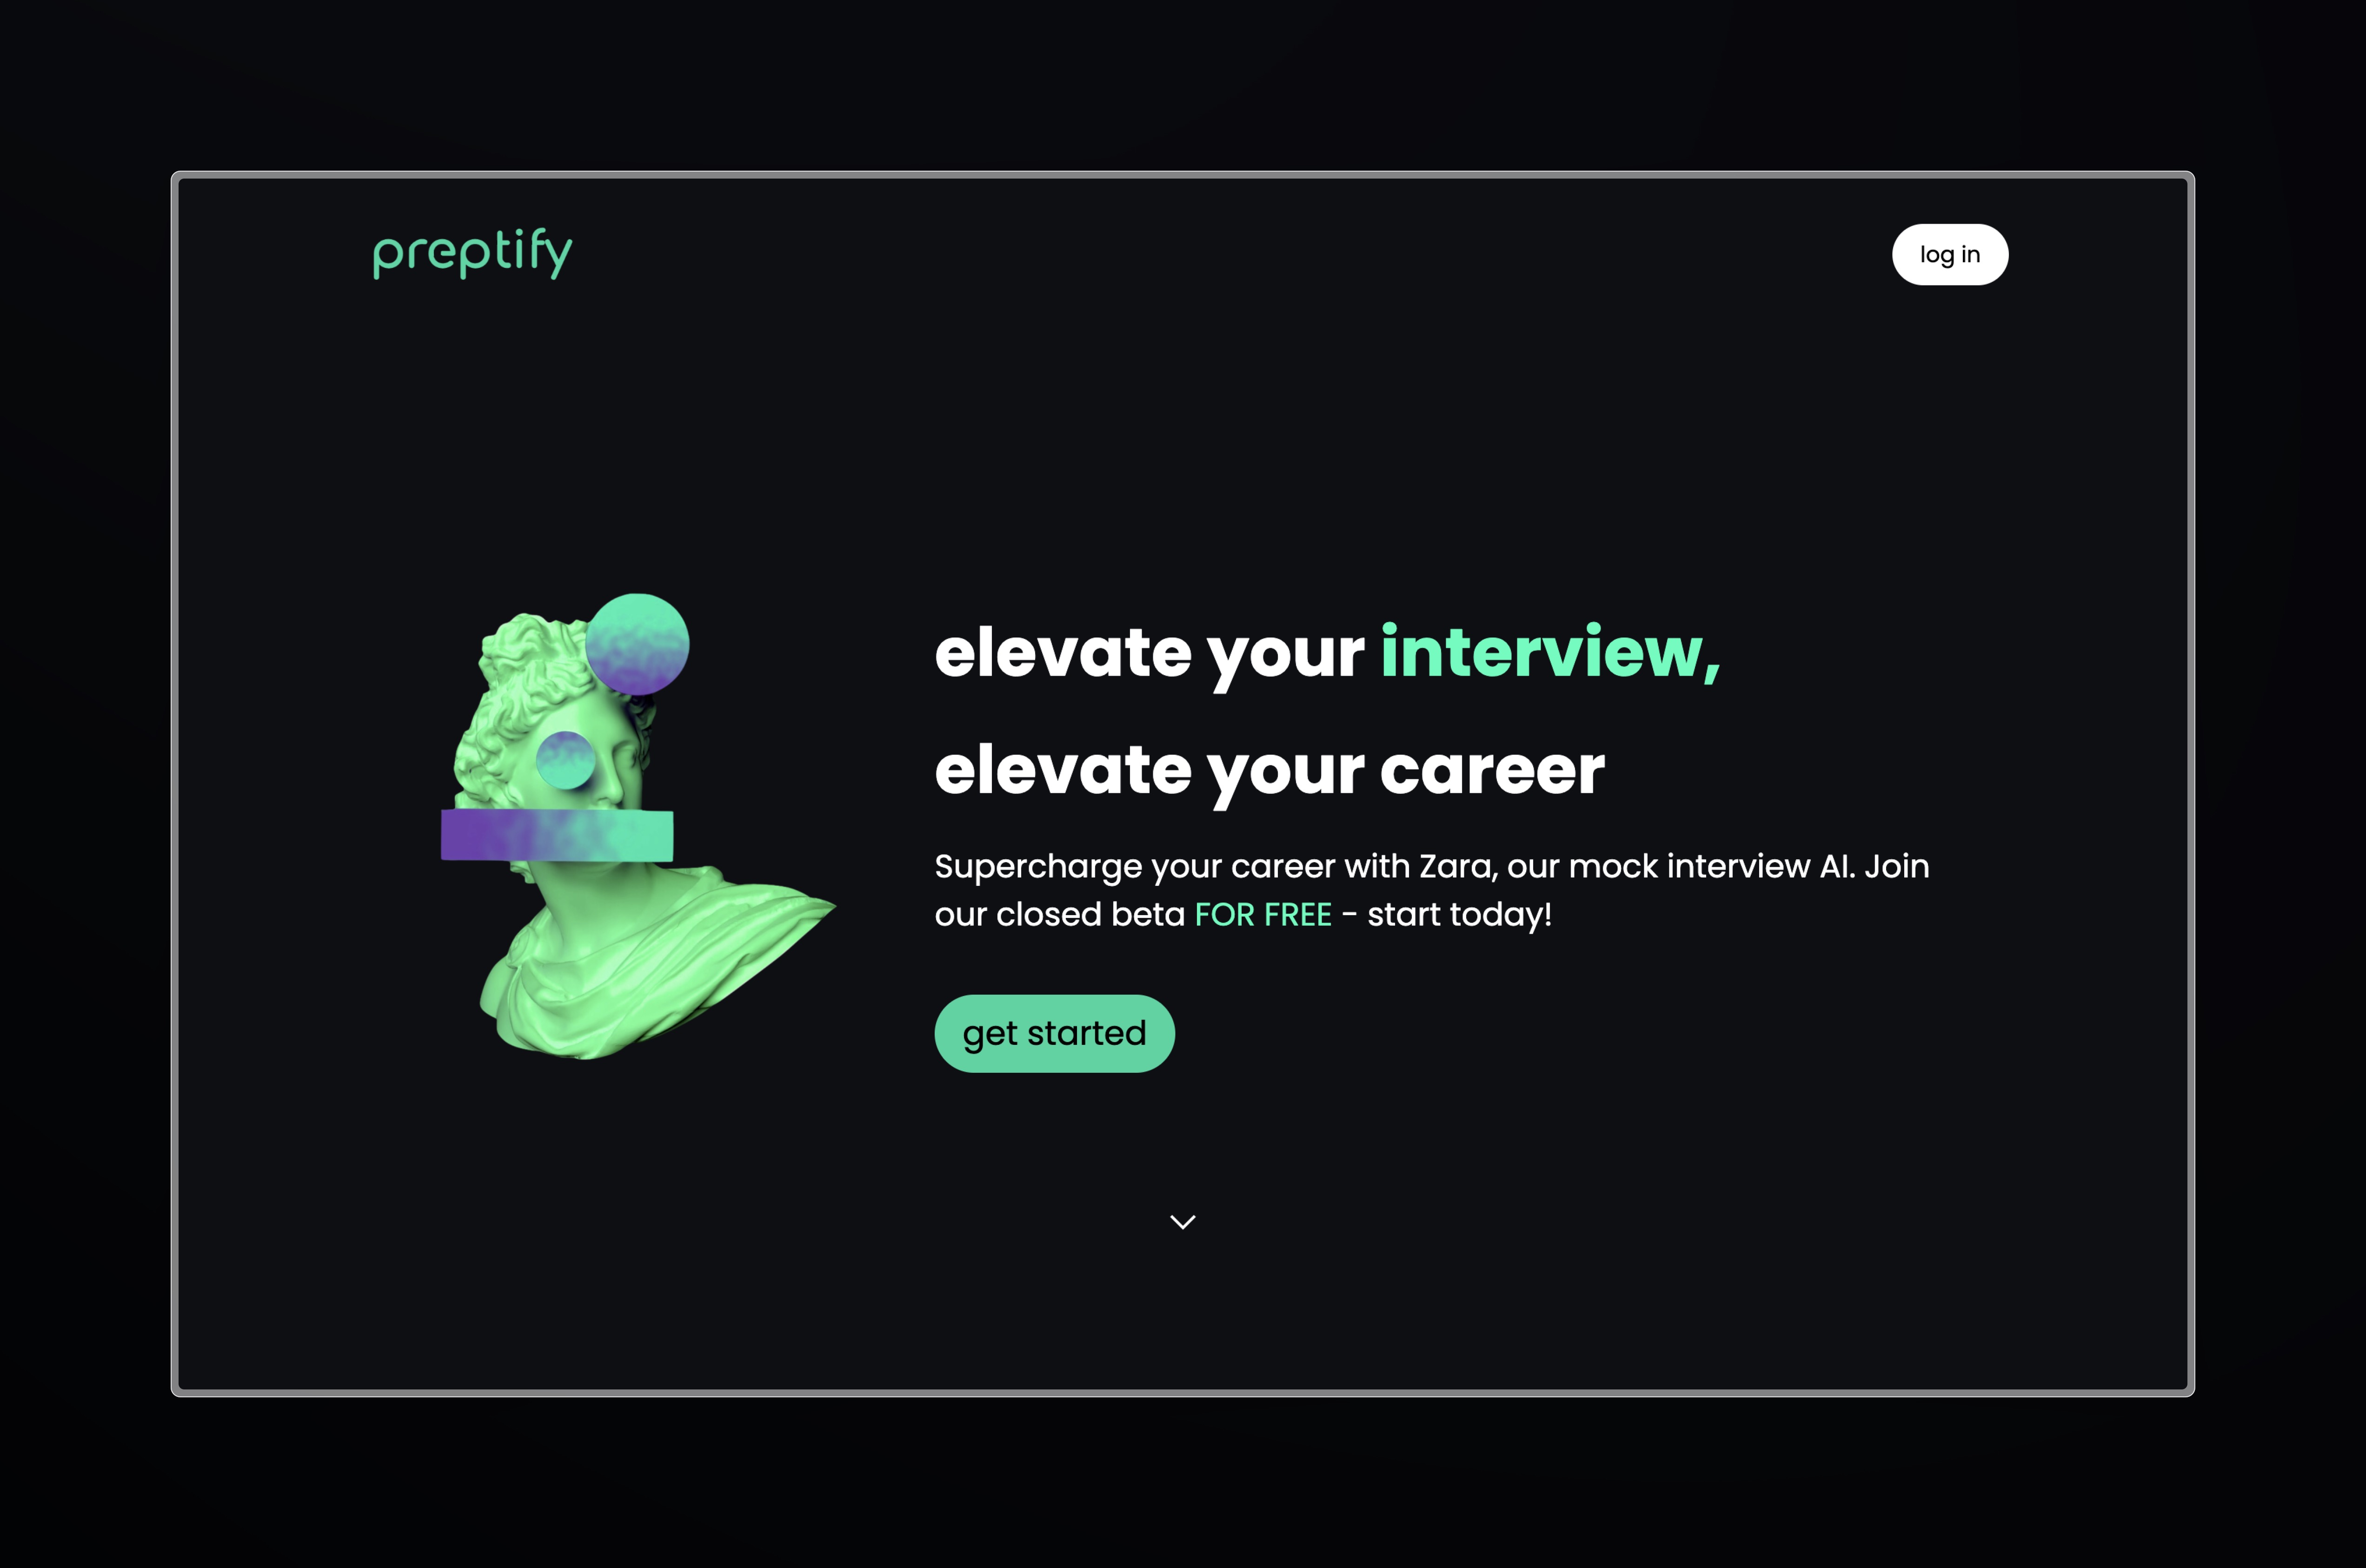 preptify
log in
elevate your interview,
elevate your career
Supercharge your career with Zara, our mock interview AI. Join
our closed beta FOR FREE - start today!
get started